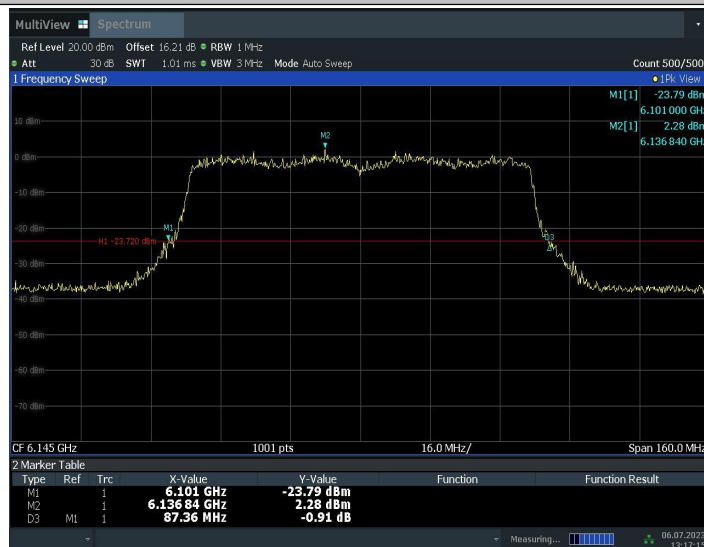 MultiView Spectrum
Ref Level 20.00 dBm Offset 16.21 dB RBW 1 MHz
Att 30 dB SWT 1.01 ms VBW 3 MHz Mode Auto Sweep Count 500/500
1 Frequency Sweep 1Pk View
M1[1] -23.79 dBm
6.101 000 GHz
10 dBm
M2[1] 2.28 dBm
M2
6.136 840 GHz
0 dBm
-10 dBm
-20 dBm
M1
H1 -23.720 dBm
D3
-30 dBm
-40 dBm
-50 dBm
-60 dBm
-70 dBm
CF 6.145 GHz 1001 pts 16.0 MHz/ Span 160.0 MHz
2 Marker Table
Type Ref Trc X-Value Y-Value Function Function Result
M1 1 6.101 GHz -23.79 dBm
M2 1 6.136 84 GHz 2.28 dBm
D3 M1 1 87.36 MHz -0.91 dB
Measuring... 06.07.2023
13:17:15